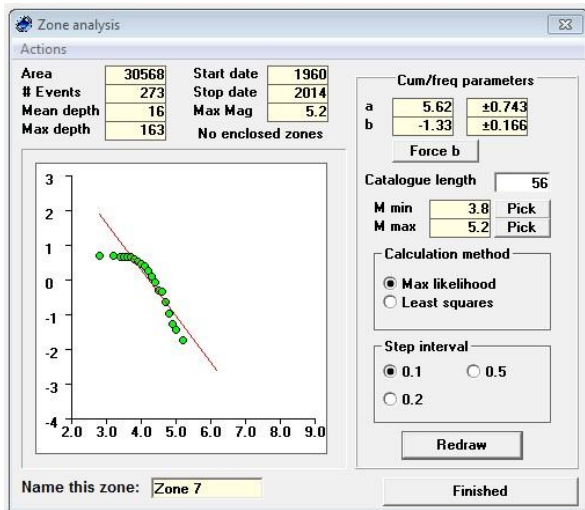 Zone analysis
Actions
Area 30568 Start date 1960
# Events 273 Stop date 2014
Mean depth 16 Max Mag 5.2
Max depth 163 No enclosed zones
Cum/freq parameters
a 5.62 ±0.743
b -1.33 ±0.166
Force b
Catalogue length 56
M min 3.8 Pick
M max 5.2 Pick
Calculation method
Max likelihood
Least squares
Step interval
0.1 0.5
0.2
Redraw
Finished
3
2
1
0
-1
-2
-3
-4
2.0 3.0 4.0 5.0 6.0 7.0 8.0 9.0
Name this zone: Zone 7